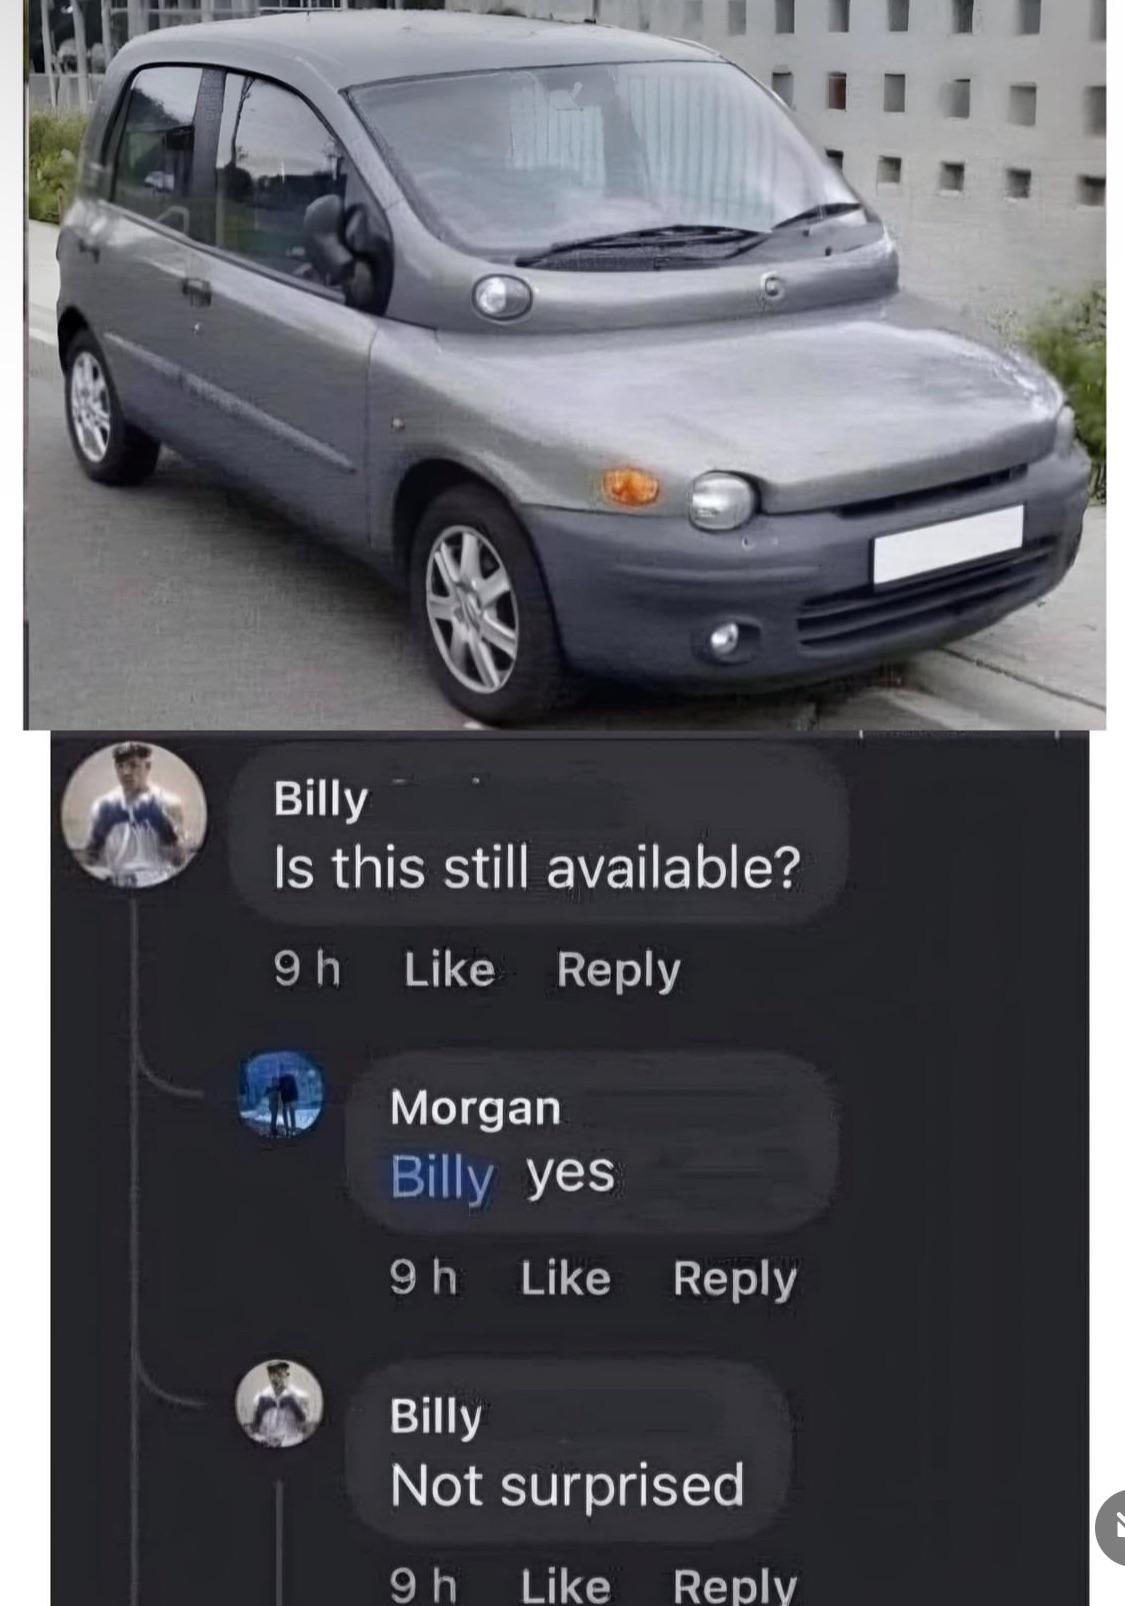 Billy
Is this still available?
9 h Like Reply
Morgan
Billy yes
9 h Like Reply
Billy
Not surprised
9 h Like Reply